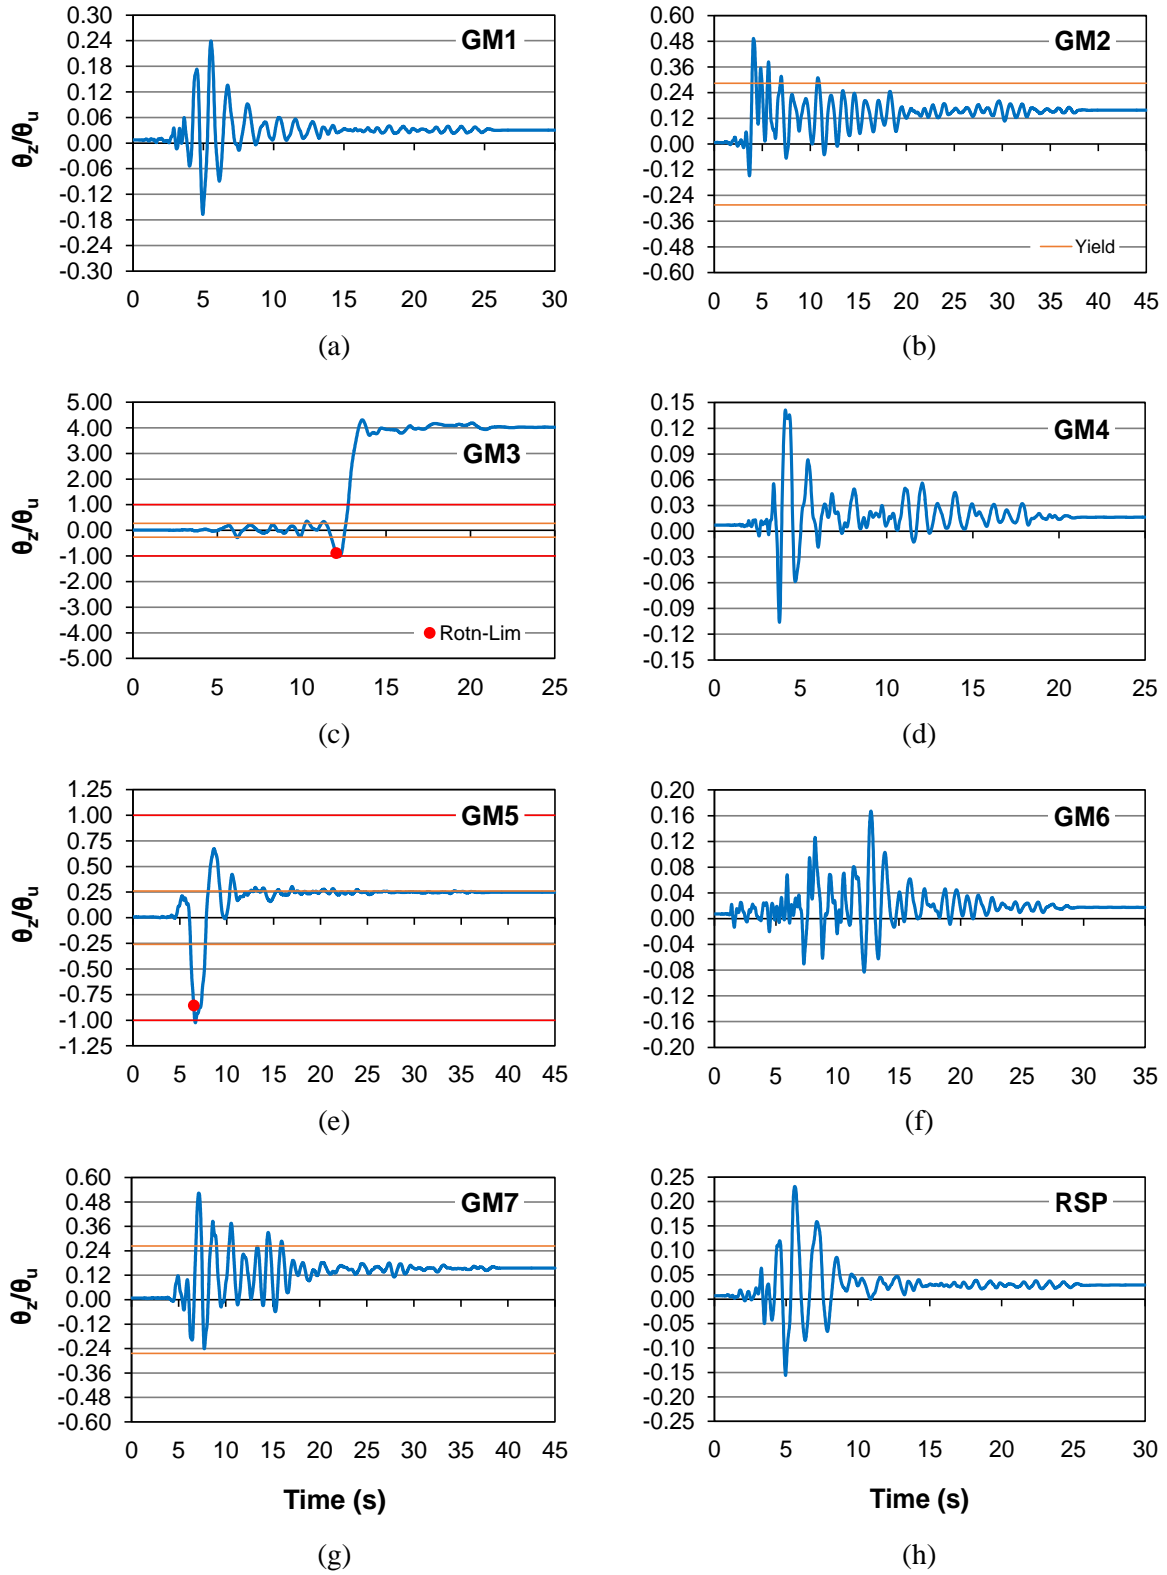 GM1
θz/θu
0.30
0.24
0.18
0.12
0.06
0.00
-0.06
-0.12
-0.18
-0.24
-0.30
0 5 10 15 20 25 30
(a)
GM2
0.60
0.48
0.36
0.24
0.12
0.00
-0.12
-0.24
-0.36
-0.48
-0.60
Yield
0 5 10 15 20 25 30 35 40 45
(b)
GM3
θz/θu
5.00
4.00
3.00
2.00
1.00
0.00
-1.00
-2.00
-3.00
-4.00
-5.00
Rotn-Lim
0 5 10 15 20 25
(c)
GM4
0.15
0.12
0.09
0.06
0.03
0.00
-0.03
-0.06
-0.09
-0.12
-0.15
0 5 10 15 20 25
(d)
GM5
θz/θu
1.25
1.00
0.75
0.50
0.25
0.00
-0.25
-0.50
-0.75
-1.00
-1.25
0 5 10 15 20 25 30 35 40 45
(e)
GM6
0.20
0.16
0.12
0.08
0.04
0.00
-0.04
-0.08
-0.12
-0.16
-0.20
0 5 10 15 20 25 30 35
(f)
GM7
θz/θu
0.60
0.48
0.36
0.24
0.12
0.00
-0.12
-0.24
-0.36
-0.48
-0.60
0 5 10 15 20 25 30 35 40 45
Time (s)
(g)
RSP
0.25
0.20
0.15
0.10
0.05
0.00
-0.05
-0.10
-0.15
-0.20
-0.25
0 5 10 15 20 25 30
Time (s)
(h)